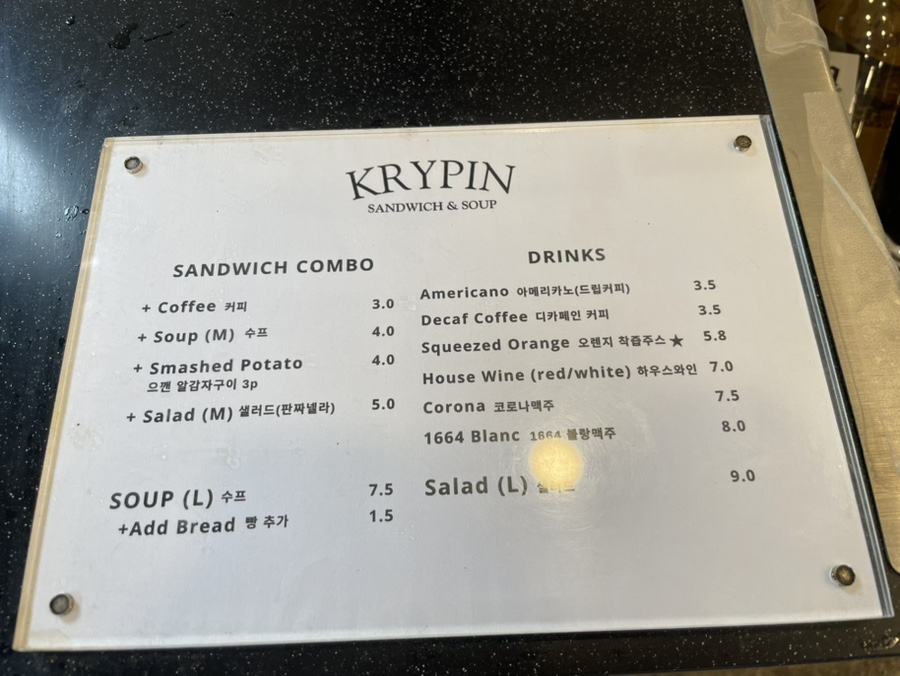 KRYPIN
SANDWICH & SOUP
SANDWICH COMBO
+ Coffee 커피 3.0
+ Soup (M) 수프 4.0
+ Smashed Potato 4.0
으깬 알감자구이 3p
+ Salad (M) 샐러드(판짜넬라) 5.0
SOUP (L) 수프 7.5
+Add Bread 빵 추가 1.5
DRINKS
Americano 아메리카노(드립커피) 3.5
Decaf Coffee 디카페인 커피 3.5
Squeezed Orange 오렌지 착즙주스★ 5.8
House Wine (red/white) 하우스와인 7.0
Corona 코로나맥주 7.5
1664 Blanc 1664 블랑맥주 8.0
Salad (L) 9.0